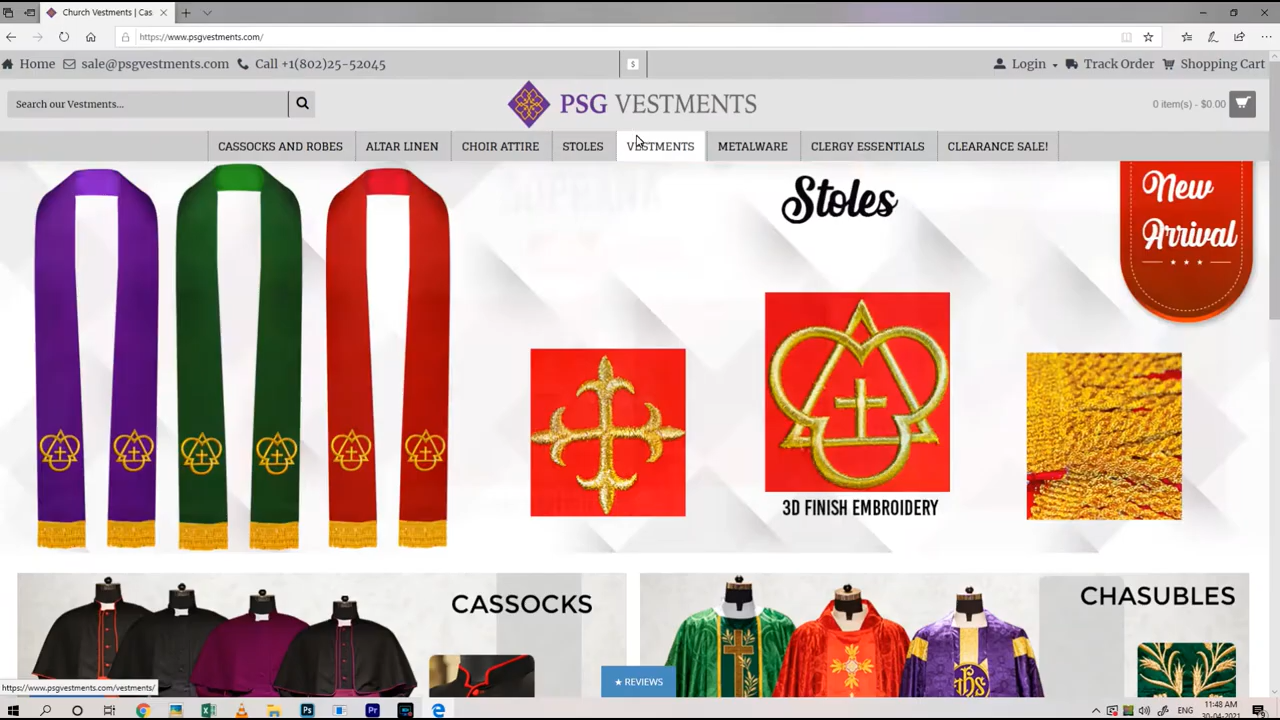 Church Vestments | Cas
https://www.psgvestments.com/
Home sale@psgvestments.com Call +1(802)25-52045
$
Login Track Order Shopping Cart
Search our Vestments...
PSG VESTMENTS
0 item(s) - $0.00
CASSOCKS AND ROBES ALTAR LINEN CHOIR ATTIRE STOLES VESTMENTS METALWARE CLERGY ESSENTIALS CLEARANCE SALE!
Stoles
New
Arrival
3D FINISH EMBROIDERY
CASSOCKS
CHASUBLES
ihs
★ REVIEWS
https://www.psgvestments.com/vestments/
ENG
11:48 AM
30-04-2021